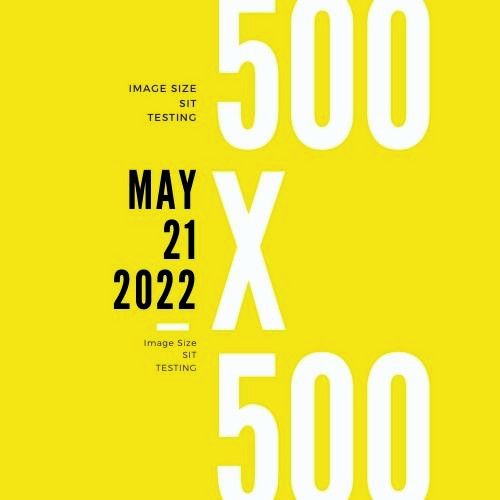 500
IMAGE SIZE
SIT
TESTING
MAY
21
2022
X
Image Size
SIT
TESTING
500